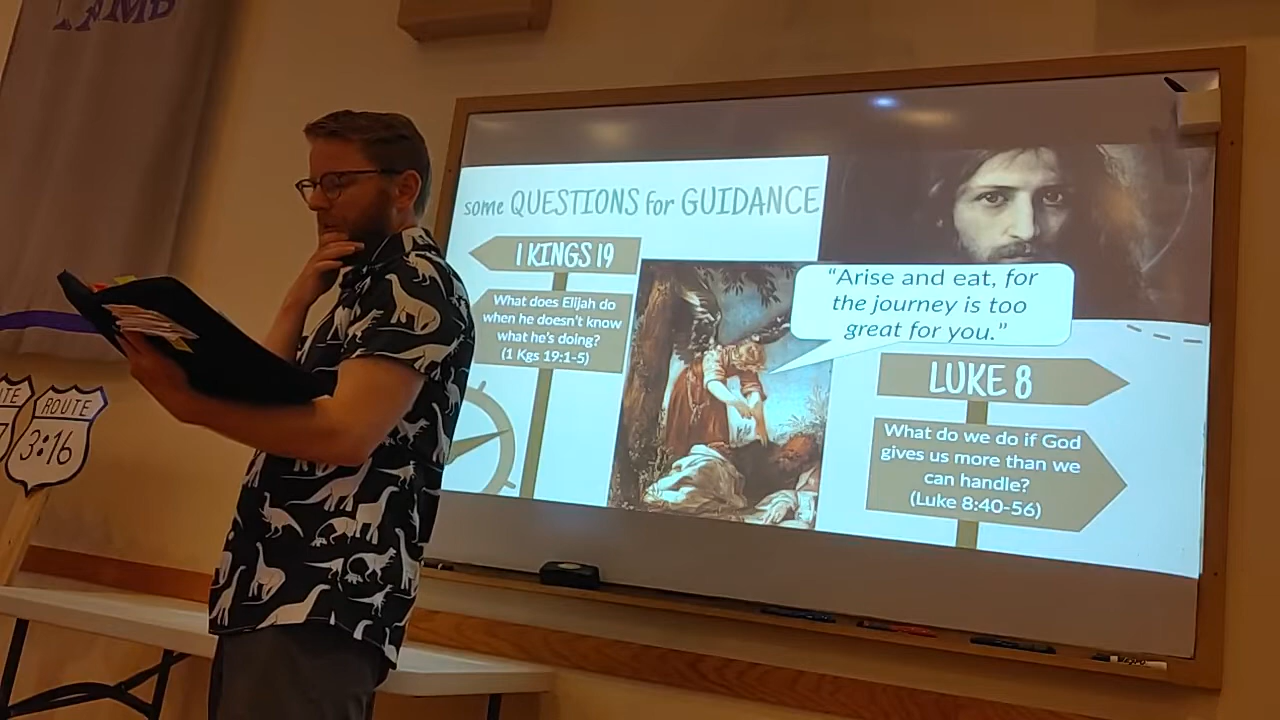 LAMB
ROUTE
3:16
some QUESTIONS for GUIDANCE
1 KINGS 19
What does Elijah do
when he doesn't know
what he's doing?
(1 Kgs 19:1-5)
"Arise and eat, for
the journey is too
great for you."
LUKE 8
What do we do if God
gives us more than we
can handle?
(Luke 8:40-56)
EXPO